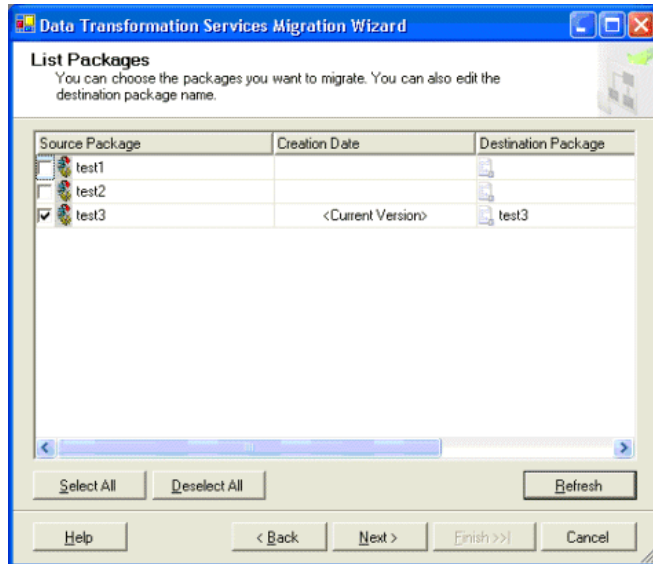 Data Transformation Services Migration Wizard
List Packages
You can choose the packages you want to migrate. You can also edit the
destination package name.
Source Package Creation Date Destination Package
test1
test2
test3 <Current Version> test3
Select All Deselect All Refresh
Help < Back Next > Finish >>| Cancel